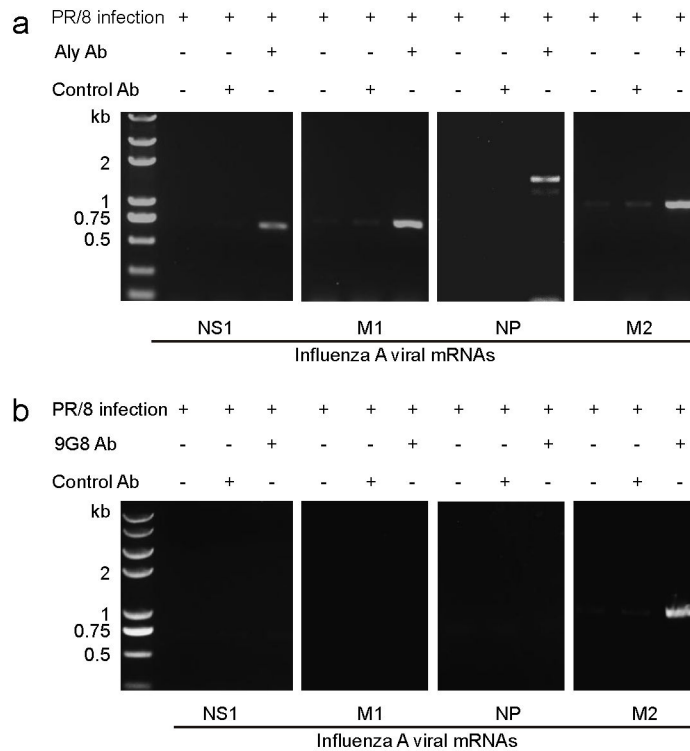 a
PR/8 infection + + + + + + + + + + + +
Aly Ab - - + - - + - - + - - +
Control Ab - + - - + - - + - - + -
kb
2
1
0.75
0.5
NS1 M1 NP M2
Influenza A viral mRNAs
b
PR/8 infection + + + + + + + + + + + +
9G8 Ab - - + - - + - - + - - +
Control Ab - + - - + - - + - - + -
kb
2
1
0.75
0.5
NS1 M1 NP M2
Influenza A viral mRNAs